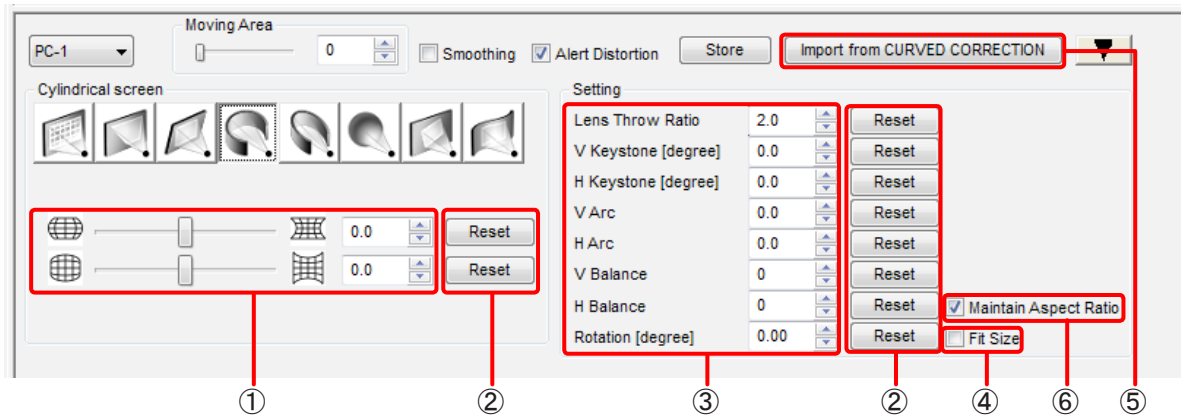 Moving Area
PC-1 0 Smoothing Alert Distortion Store Import from CURVED CORRECTION
Cylindrical screen
Setting
Lens Throw Ratio 2.0 Reset
V Keystone [degree] 0.0 Reset
H Keystone [degree] 0.0 Reset
V Arc 0.0 Reset
H Arc 0.0 Reset
V Balance 0 Reset
H Balance 0 Reset Maintain Aspect Ratio
Rotation [degree] 0.00 Reset Fit Size
0.0 Reset
0.0 Reset
① ② ③ ② ④ ⑥ ⑤